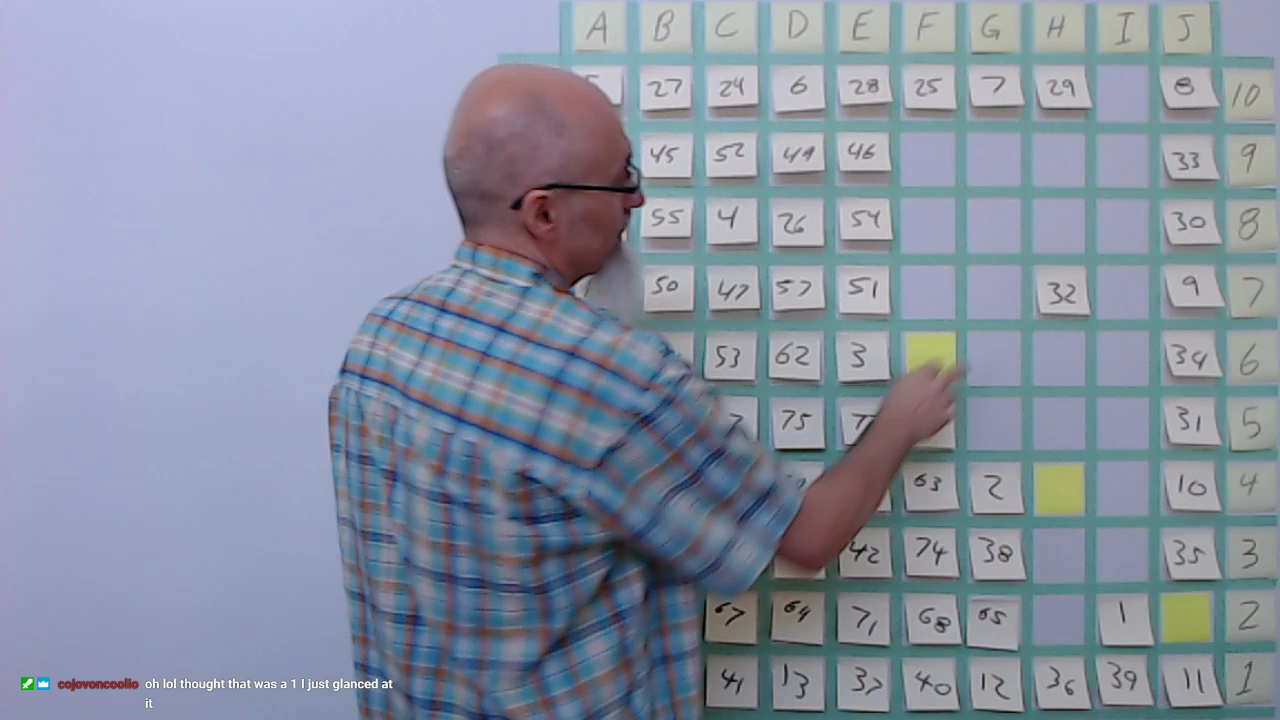 A B C D E F G H I J
27 24 6 28 25 7 29 8 10
45 52 49 46 33 9
55 4 26 54 30 8
50 47 57 51 32 9 7
53 62 3 34 6
75 31 5
63 2 10 4
42 74 38 35 3
67 64 71 68 65 1 2
41 13 37 40 12 36 39 11 1
cojovoncoolio oh lol thought that was a 1 I just glanced at
it